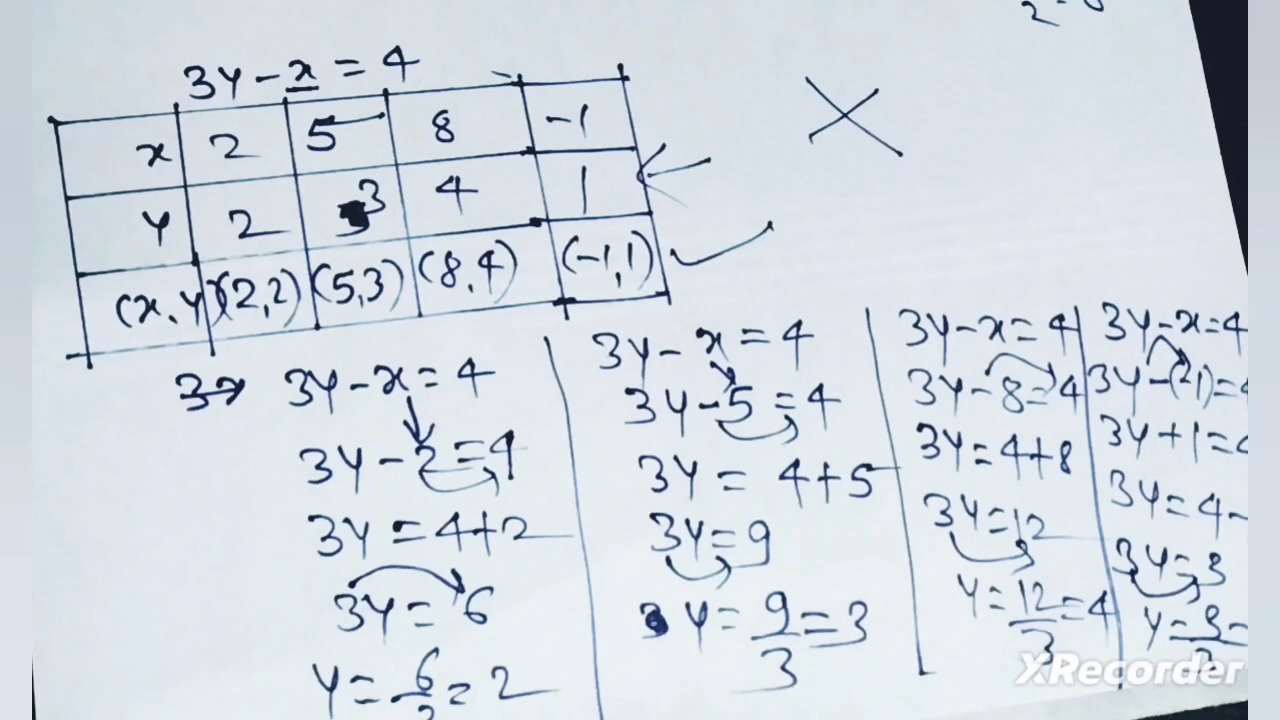 3y - x = 4
x 2 5 8 -1
y 2 3 4 1
(x, y) (2,2) (5,3) (8,4) (-1,1)
3y - x = 4
3y - 2 = 4
3y = 4+2
3y = 6
y = 6/3 = 2
3y - x = 4
3y - 5 = 4
3y = 4+5
3y = 9
y = 9/3 = 3
3y - x = 4
3y - 8 = 4
3y = 4+8
3y = 12
y = 12/3 = 4
3y - x = 4
3y - (-1) = 4
3y + 1 = 4
3y = 4 -
3y = 3
XRecorder